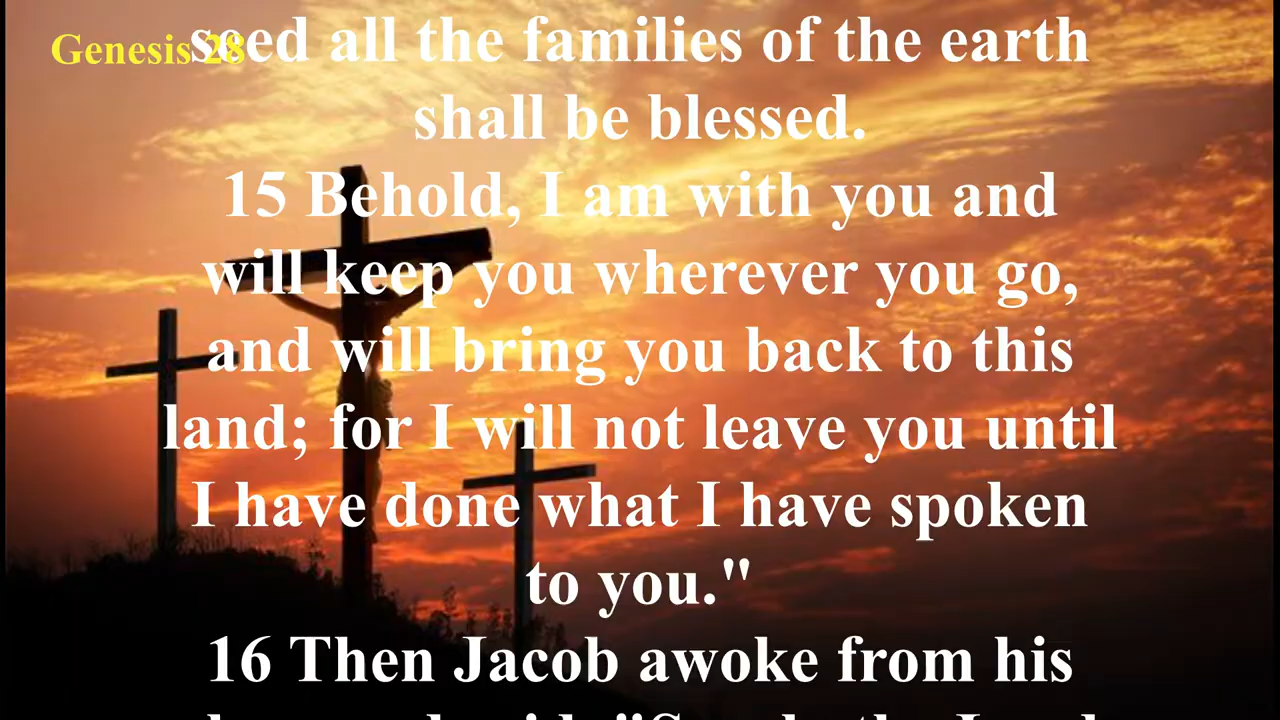 Genesis 28
seed all the families of the earth
shall be blessed.
15 Behold, I am with you and
will keep you wherever you go,
and will bring you back to this
land; for I will not leave you until
I have done what I have spoken
to you."
16 Then Jacob awoke from his